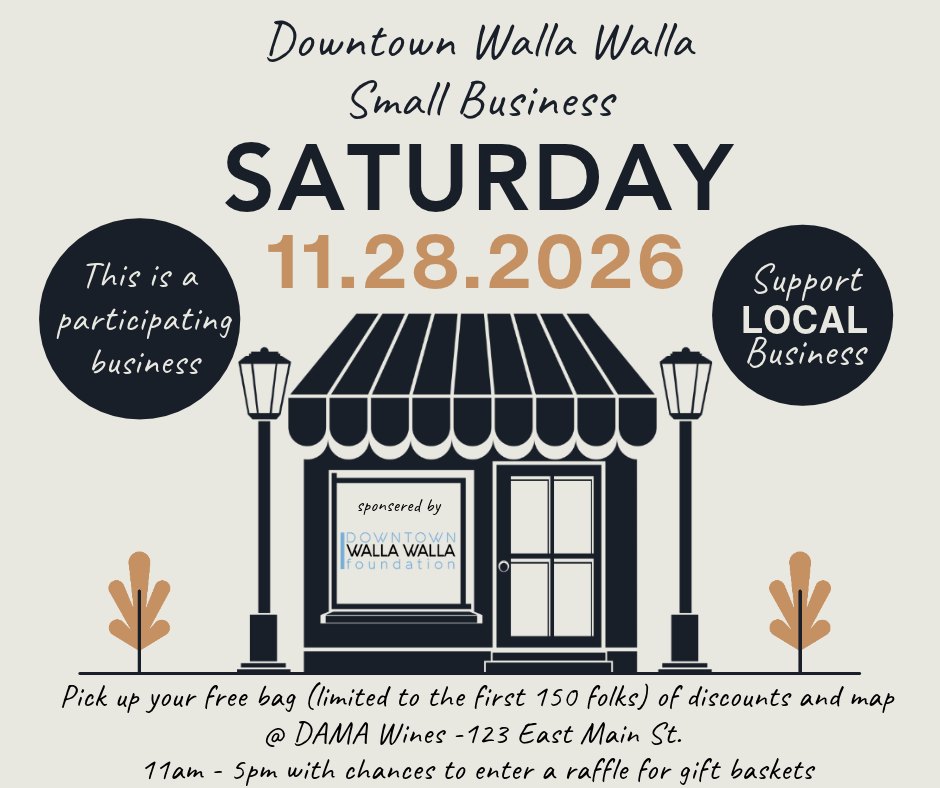 Downtown Walla Walla
Small Business
SATURDAY
11.28.2026
This is a
participating
business
Support
LOCAL
Business
sponsered by
DOWNTOWN
WALLA WALLA
foundation
Pick up your free bag (limited to the first 150 folks) of discounts and map
@ DAMA Wines -123 East Main St.
11am - 5pm with chances to enter a raffle for gift baskets